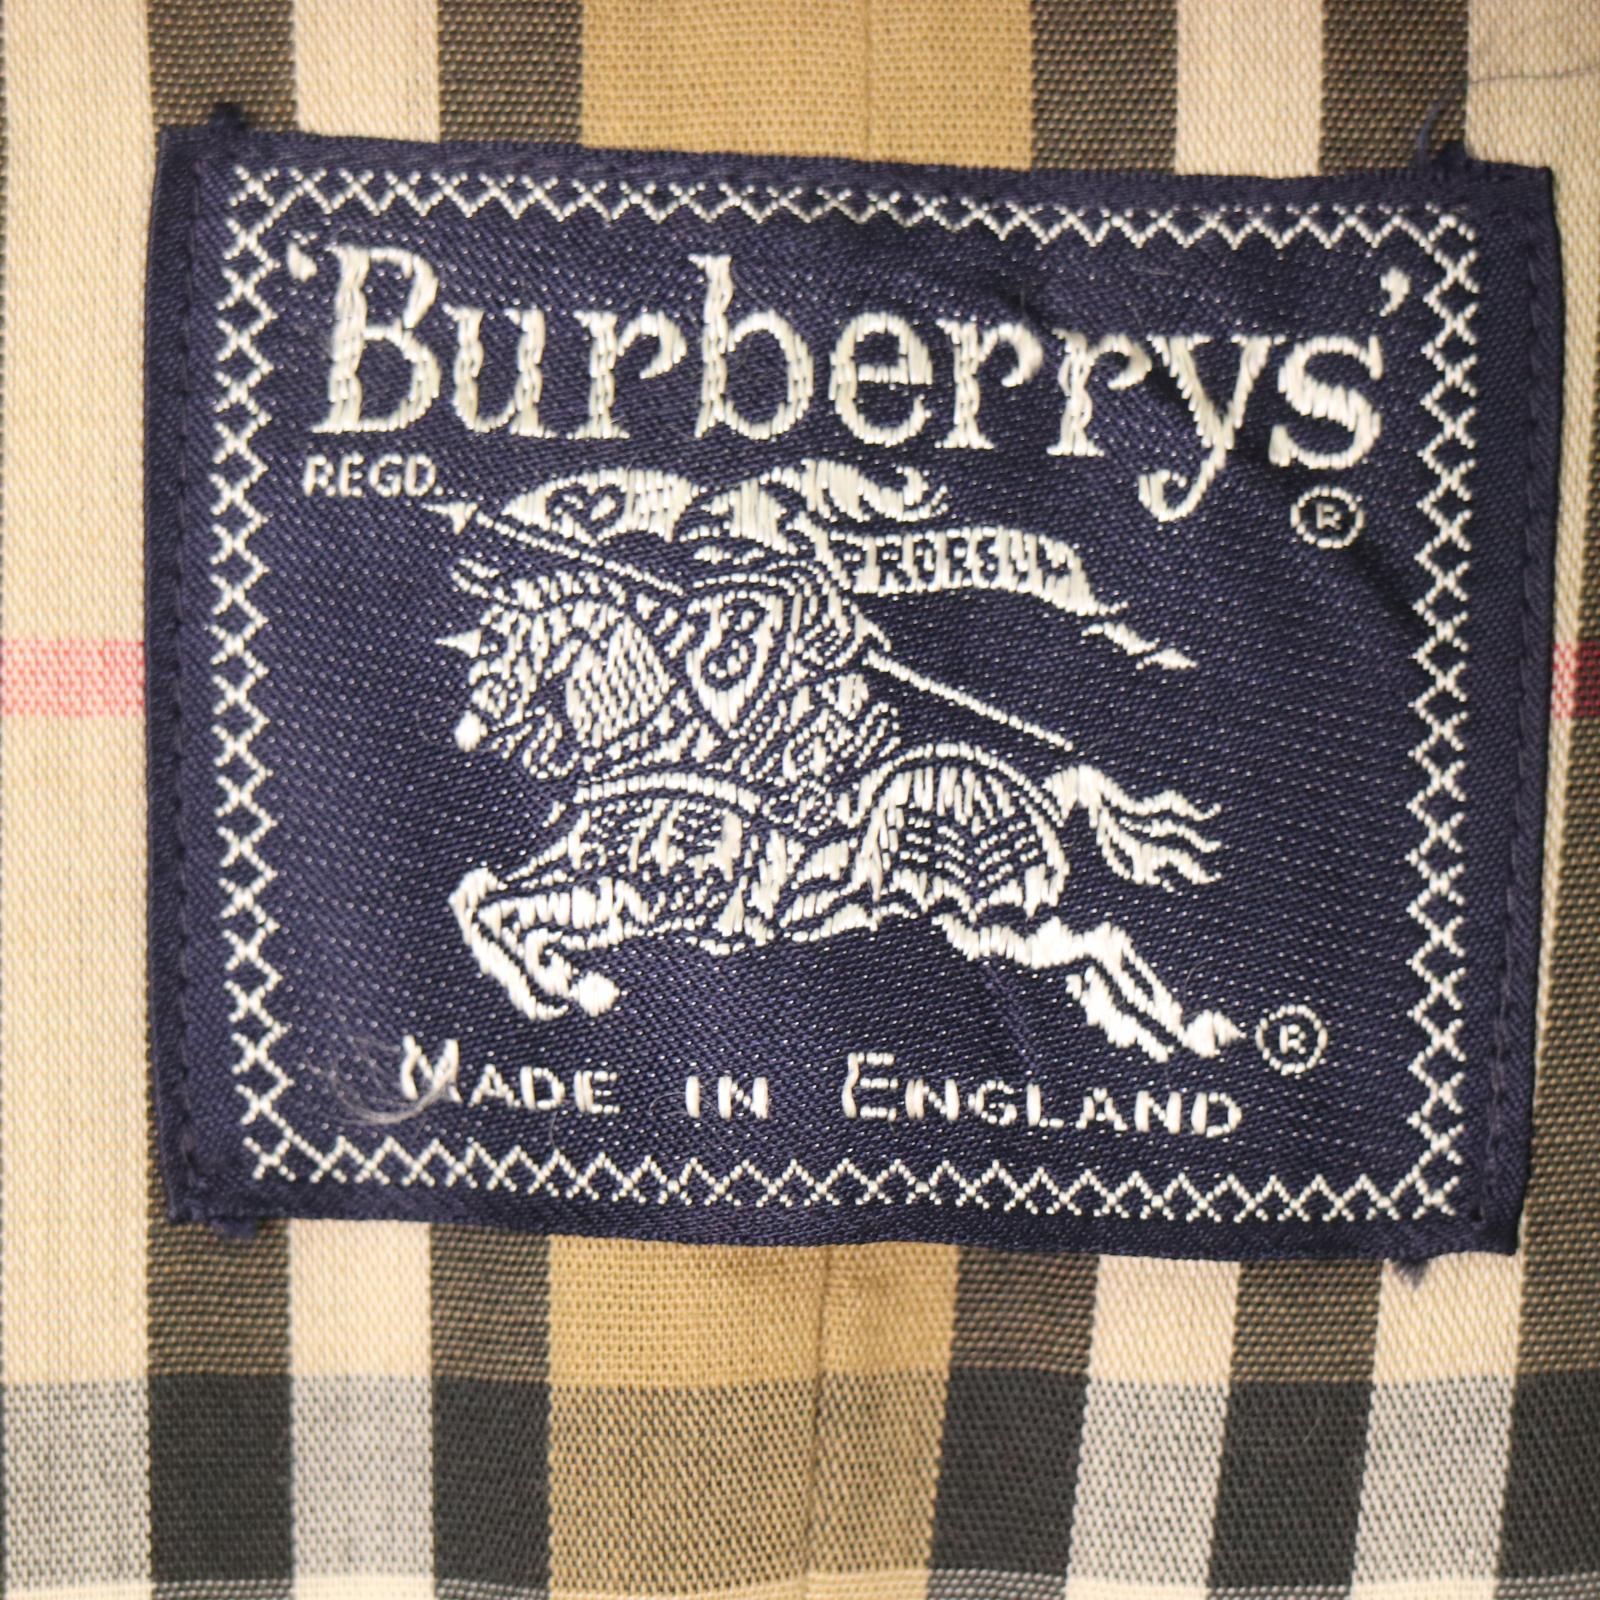 'Burberrys'
REGD. ®
PRORSUM
B
®
MADE IN ENGLAND